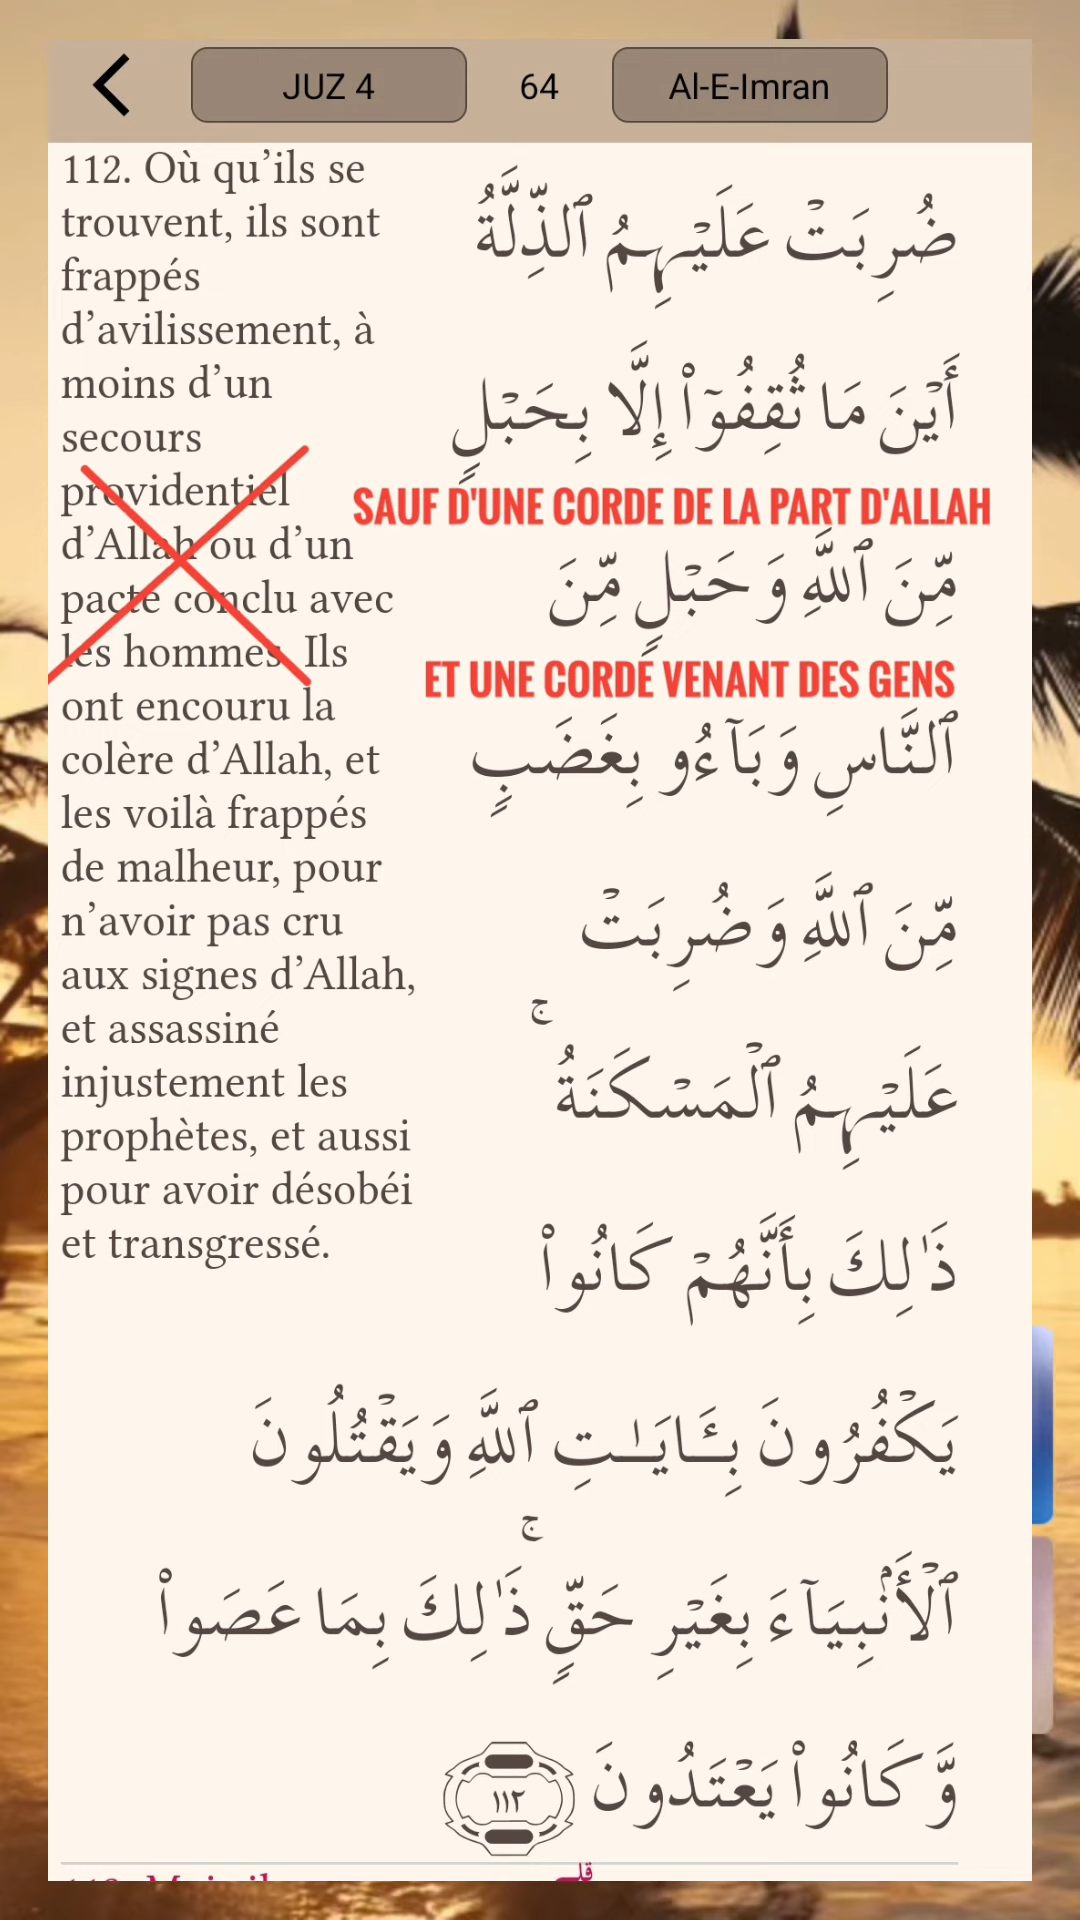 JUZ 4
64
Al-E-Imran
112. Où qu’ils se
trouvent, ils sont
frappés
d’avilissement, à
moins d’un
secours
providentiel
d’Allah ou d’un
pacte conclu avec
les hommes. Ils
ont encouru la
colère d’Allah, et
les voilà frappés
de malheur, pour
n’avoir pas cru
aux signes d’Allah,
et assassiné
injustement les
prophètes, et aussi
pour avoir désobéi
et transgressé.
ضُرِبَتْ عَلَيْهِمُ ٱلذِّلَّةُ
أَيْنَ مَا ثُقِفُوٓا۟ إِلَّا بِحَبْلٍ
SAUF D'UNE CORDE DE LA PART D'ALLAH
مِّنَ ٱللَّهِ وَحَبْلٍ مِّنَ
ET UNE CORDE VENANT DES GENS
ٱلنَّاسِ وَبَآءُو بِغَضَبٍ
مِّنَ ٱللَّهِ وَضُرِبَتْ
عَلَيْهِمُ ٱلْمَسْكَنَةُ ۚ
ذَٰلِكَ بِأَنَّهُمْ كَانُوا۟
يَكْفُرُونَ بِـَٔايَـٰتِ ٱللَّهِ وَيَقْتُلُونَ
ٱلْأَنۢبِيَآءَ بِغَيْرِ حَقٍّ ۚ ذَٰلِكَ بِمَا عَصَوا۟
وَّكَانُوا۟ يَعْتَدُونَ ١١٢